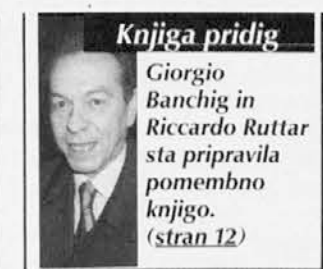 Knjiga pridig
Giorgio
Banchig in
Riccardo Ruttar
sta pripravila
pomembno
knjigo.
(stran 12)